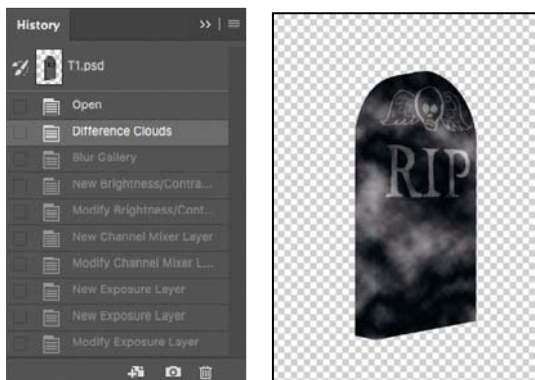 History
T1.psd
Open
Difference Clouds
Blur Gallery
New Brightness/Contra...
Modify Brightness/Cont...
New Channel Mixer Layer
Modify Channel Mixer L...
New Exposure Layer
New Exposure Layer
Modify Exposure Layer
RIP